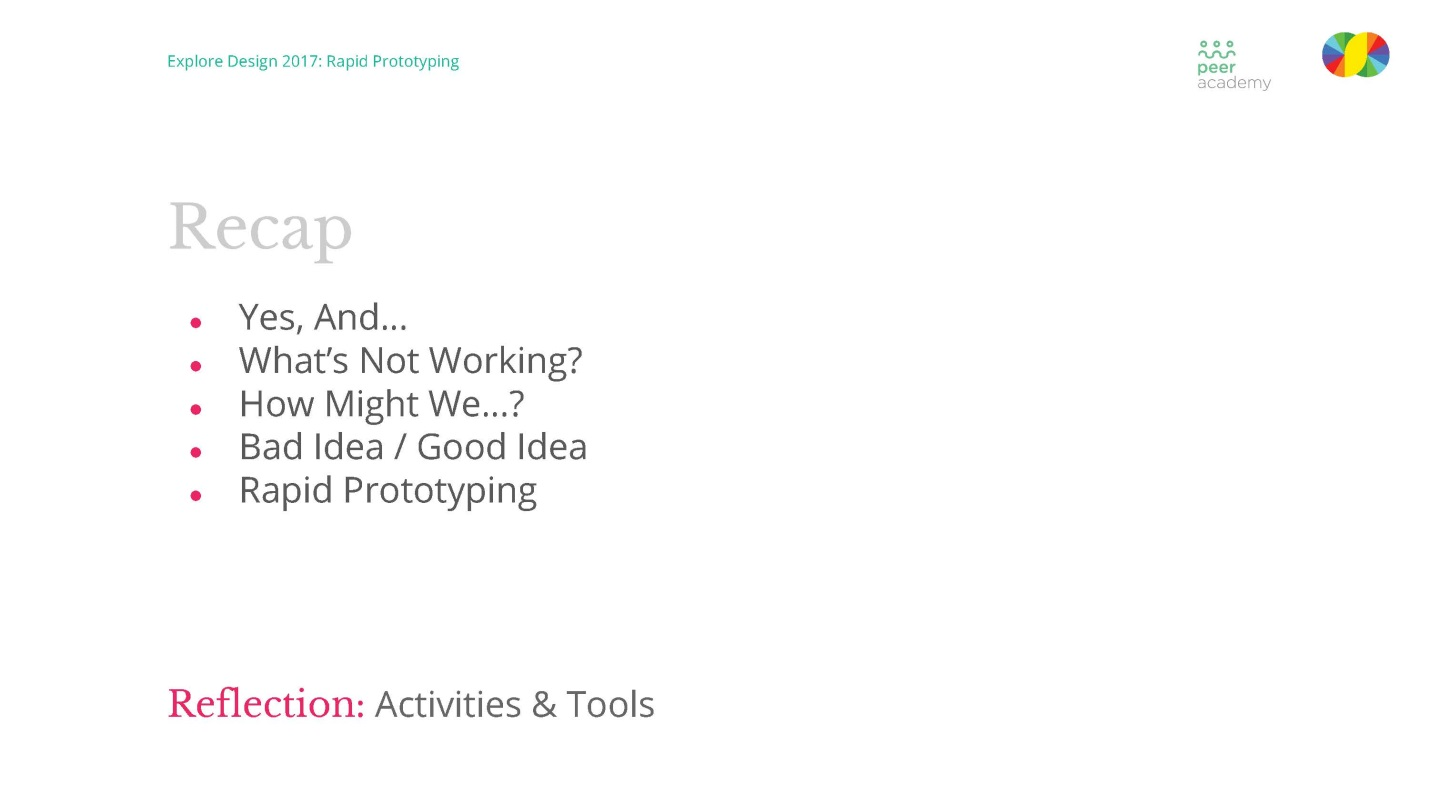 Explore Design 2017: Rapid Prototyping
peer
academy
Recap
● Yes, And...
● What’s Not Working?
● How Might We...?
● Bad Idea / Good Idea
● Rapid Prototyping
Reflection: Activities & Tools